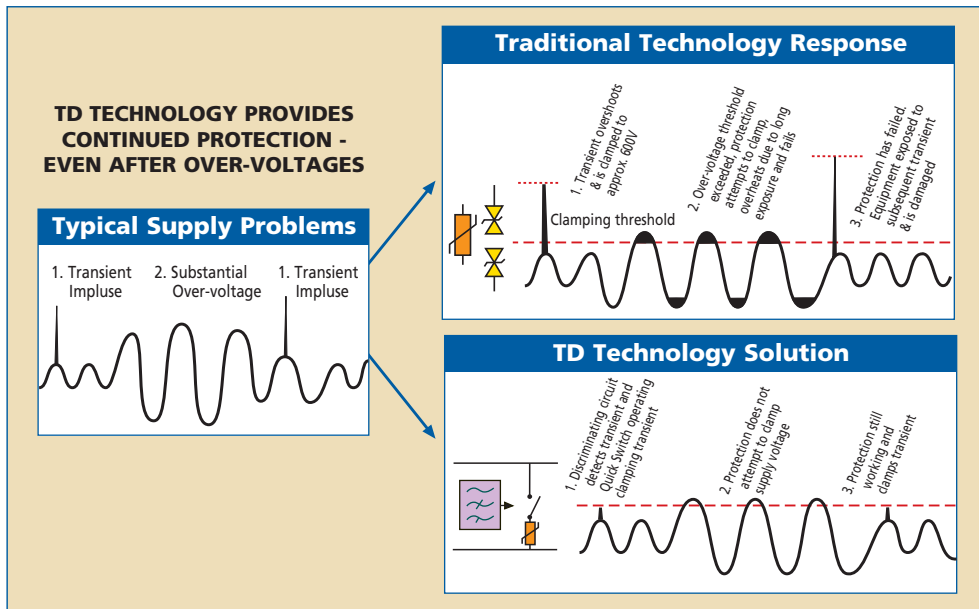 TD TECHNOLOGY PROVIDES
CONTINUED PROTECTION -
EVEN AFTER OVER-VOLTAGES
Typical Supply Problems
1. Transient
Impluse
2. Substantial
Over-voltage
1. Transient
Impluse
Traditional Technology Response
1. Transient overshoots
& is clamped to
approx. 600V
2. Over-voltage threshold
exceeded, protection
attempts to clamp,
overheats due to long
exposure and fails
3. Protection has failed.
Equipment exposed to
subsequent transient
& is damaged
Clamping threshold
TD Technology Solution
1. Discriminating circuit
detects transient and
Quick Switch operating
clamping transient
2. Protection does not
attempt to clamp
supply voltage
3. Protection still
working and
clamps transient